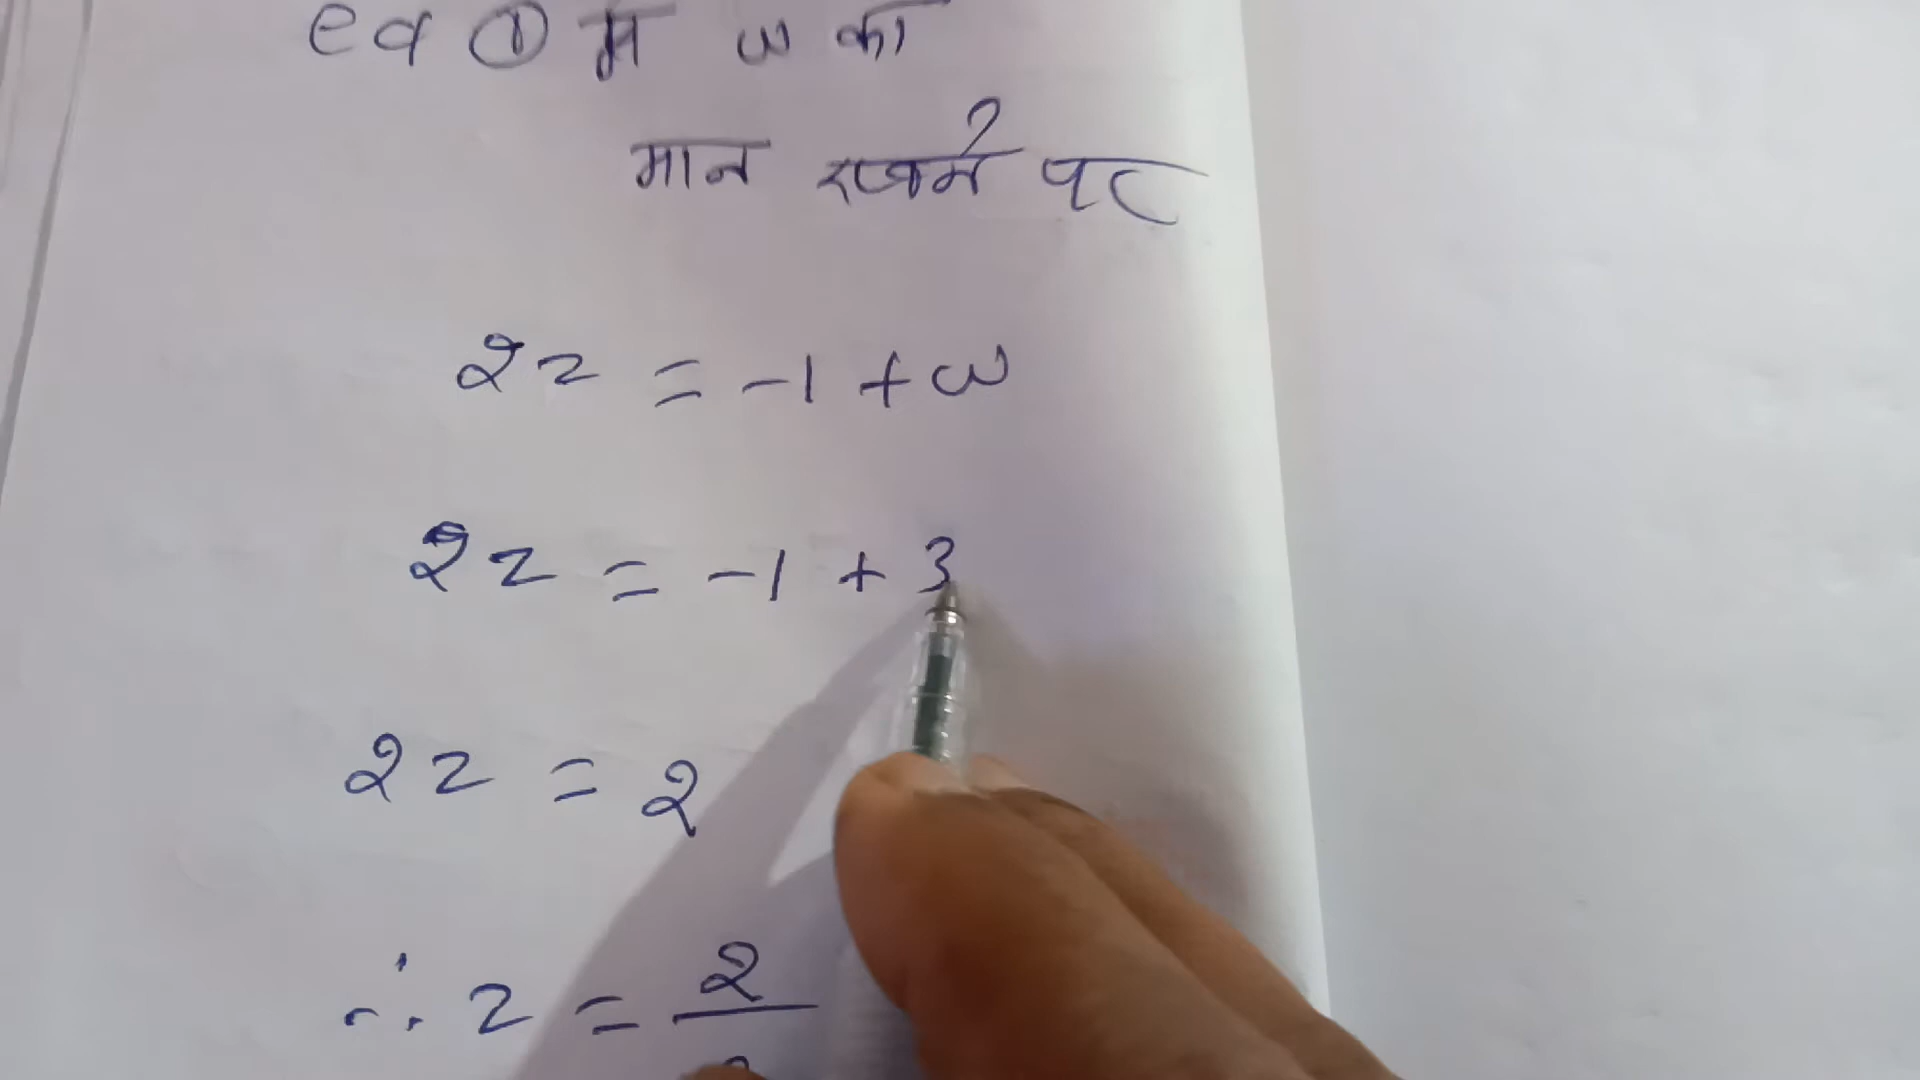 eq ① में ω का
मान रखने पर
2z = -1 + ω
2z = -1 + 3
2z = 2
∴ z = 2/